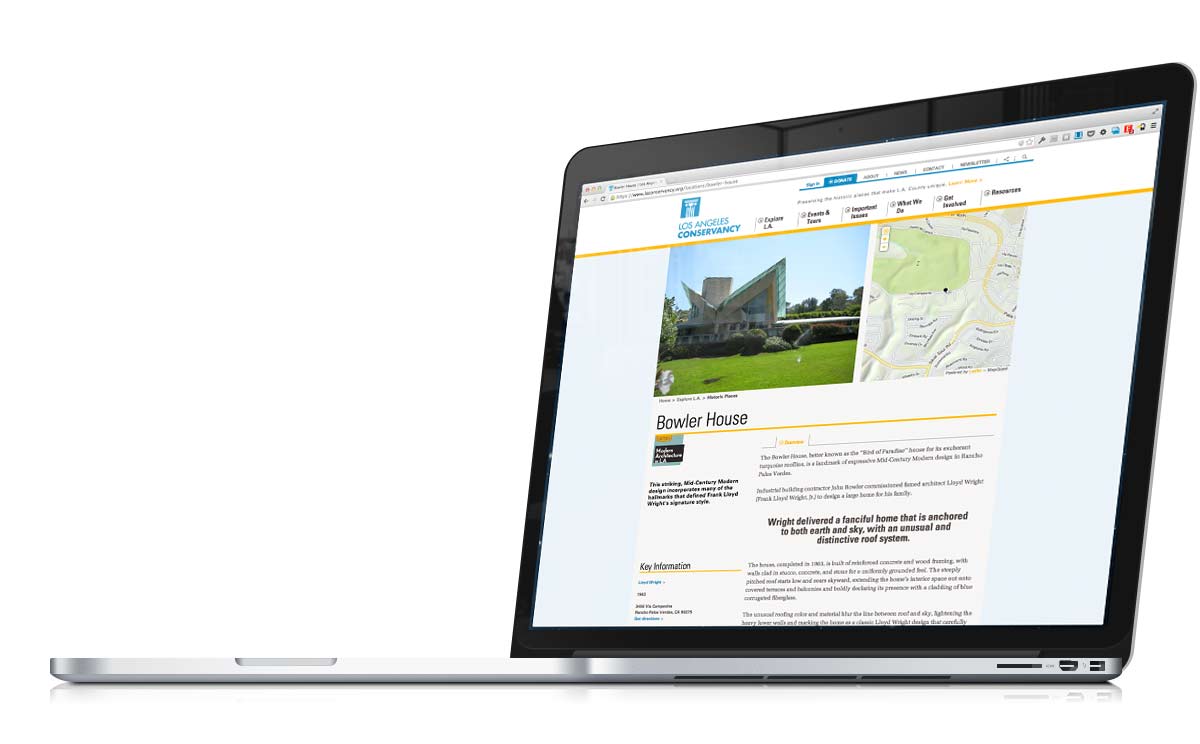 Bowler House | Los Angel
https://www.laconservancy.org/locations/bowler-house
Sign In DONATE ABOUT NEWS CONTACT NEWSLETTER
Preserving the historic places that make L.A. County unique. Learn More >
LOS ANGELES
CONSERVANCY
Explore
L.A.
Events &
Tours
Important
Issues
What We
Do
Get
Involved
Resources
Powered by Leaflet — MapQuest
Home > Explore L.A. > Historic Places
Bowler House
Modern
Architecture
in L.A.
Overview
This striking, Mid-Century Modern
design incorporates many of the
hallmarks that defined Frank Lloyd
Wright's signature style.
The Bowler House, better known as the "Bird of Paradise" house for its exuberant
turquoise roofline, is a landmark of expressive Mid-Century Modern design in Rancho
Palos Verdes.
Industrial building contractor John Bowler commissioned famed architect Lloyd Wright
(Frank Lloyd Wright, Jr.) to design a large home for his family.
Wright delivered a fanciful home that is anchored
to both earth and sky, with an unusual and
distinctive roof system.
Key Information
Lloyd Wright >
1963
3456 Via Campesina
Rancho Palos Verdes, CA 90275
Get directions >
The house, completed in 1963, is built of reinforced concrete and wood framing, with
walls clad in stucco, concrete, and stone for a uniformly grounded feel. The steeply
pitched roof starts low and soars skyward, extending the home's interior space out onto
covered terraces and balconies and boldly declaring its presence with a cladding of blue
corrugated fiberglass.
The unusual roofing color and material blur the line between roof and sky, lightening the
heavy lower walls and marking the home as a classic Lloyd Wright design that carefully